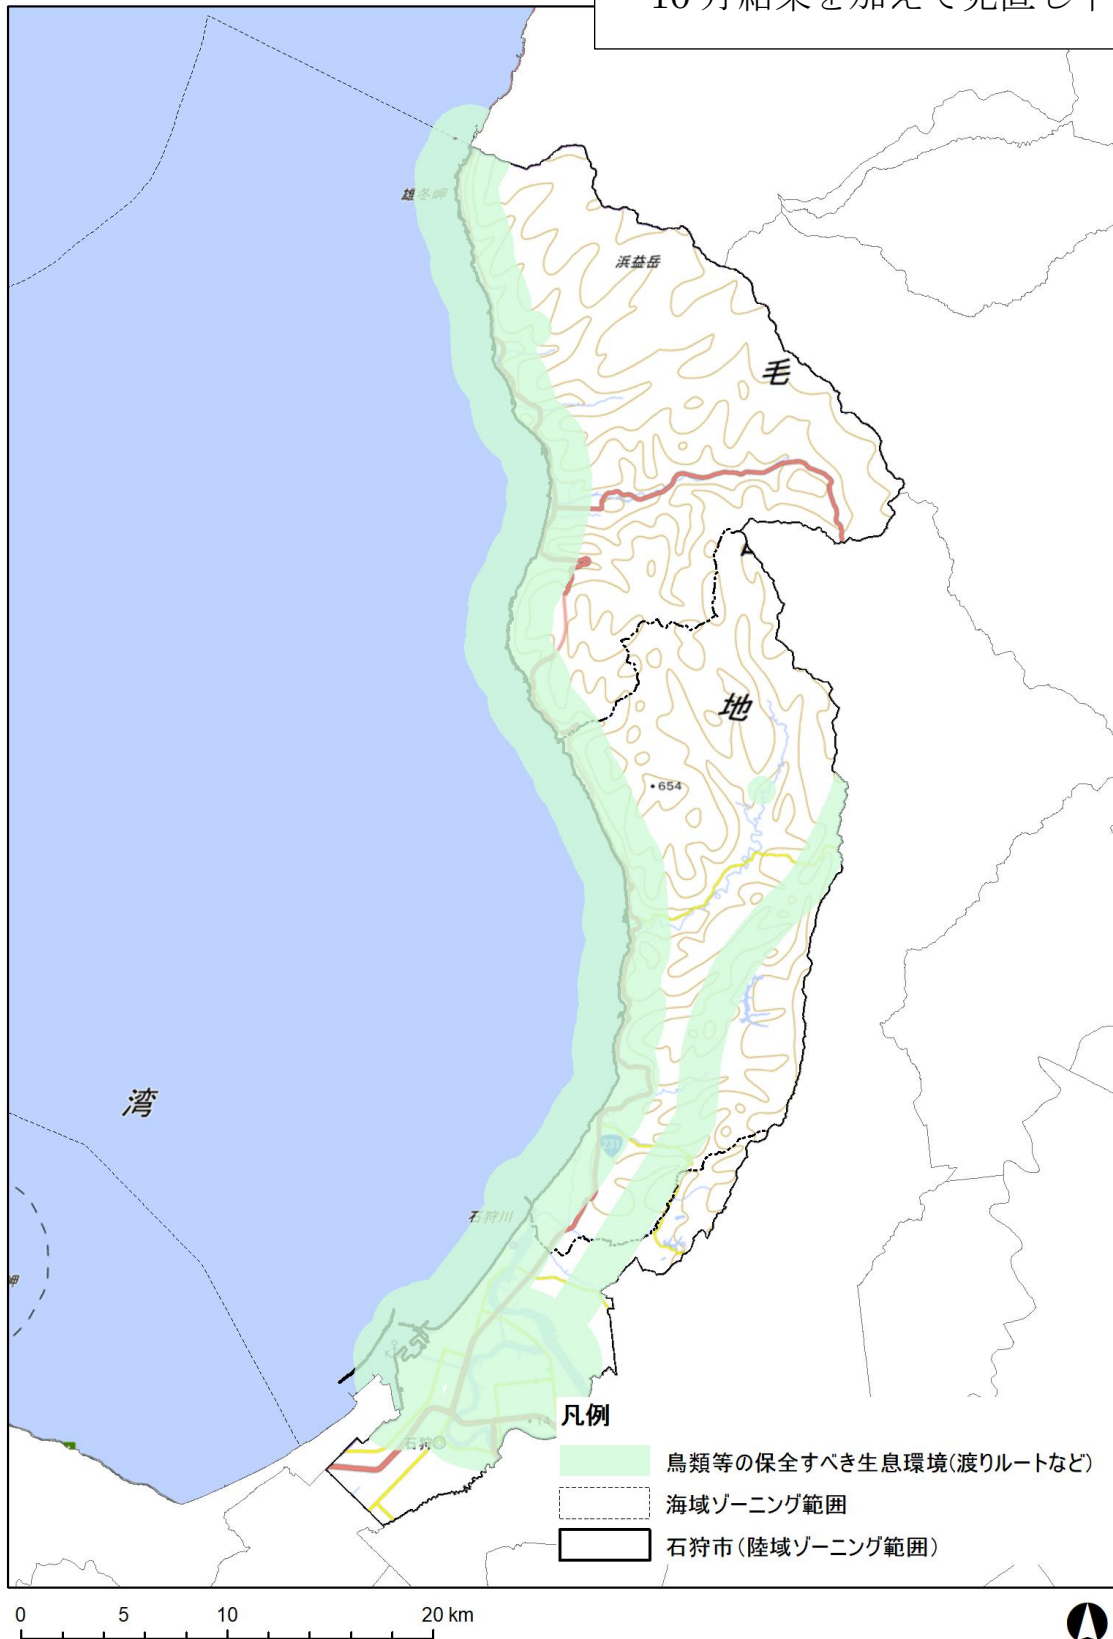 10月結果を加えて見直し中
雄冬岬
浜益岳
毛
・654
地
湾
231
石狩川
岬
石狩
凡例
鳥類等の保全すべき生息環境(渡りルートなど)
海域ゾーニング範囲
石狩市(陸域ゾーニング範囲)
0 5 10 20 km